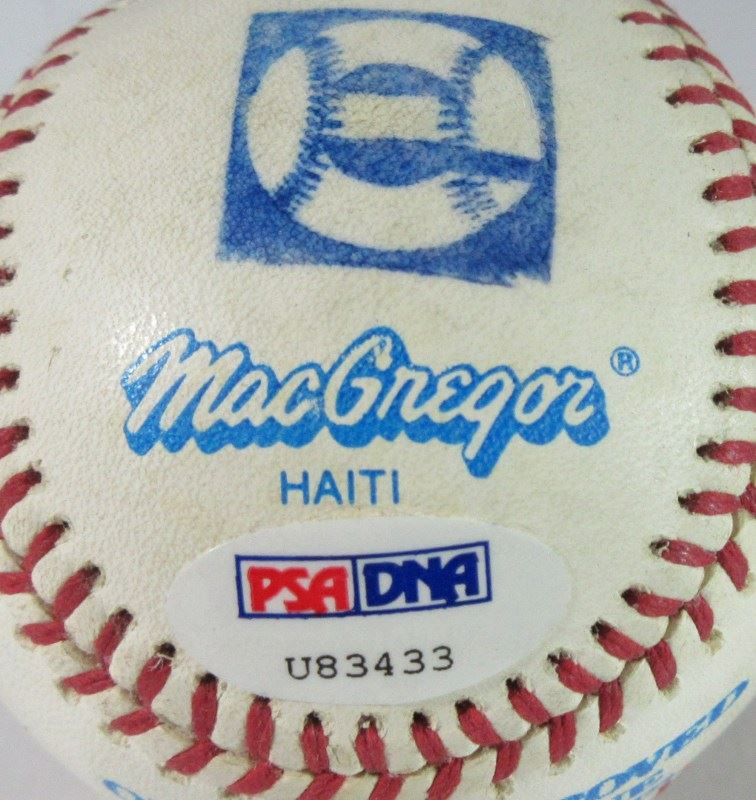 MacGregor®
HAITI
PSA DNA
U83433